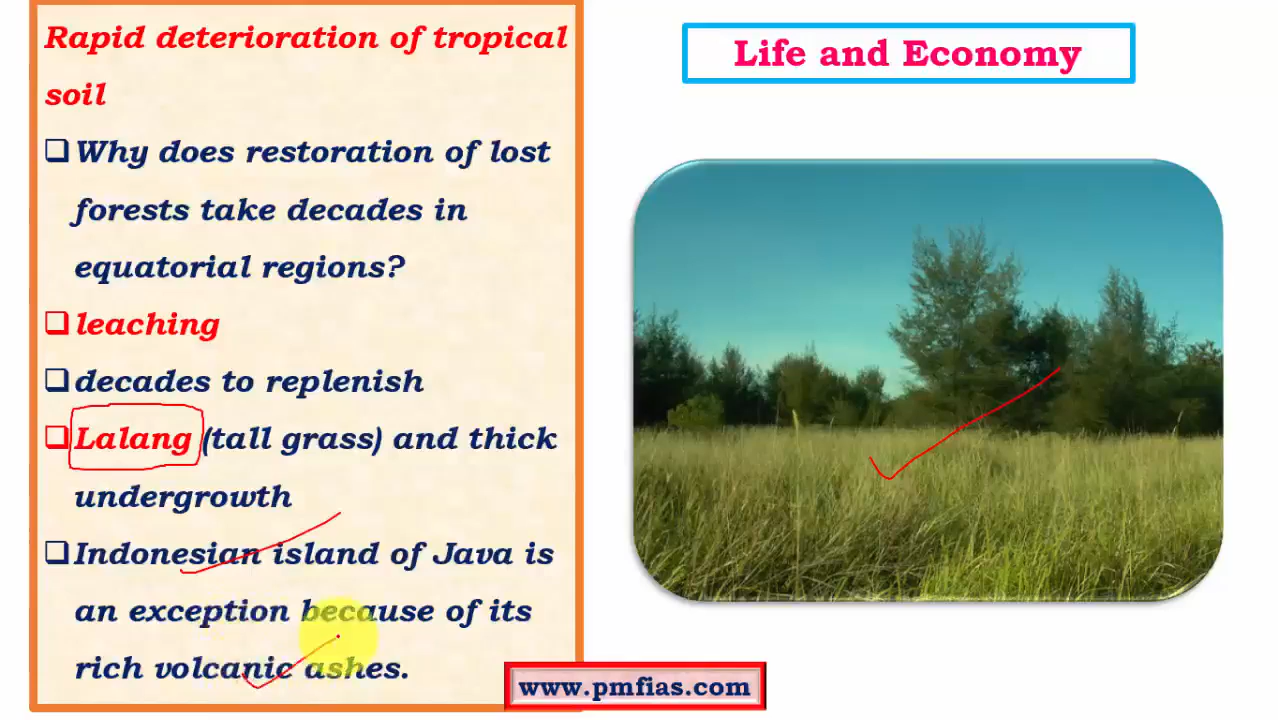 Rapid deterioration of tropical
soil
❑ Why does restoration of lost
forests take decades in
equatorial regions?
❑ leaching
❑ decades to replenish
❑ Lalang (tall grass) and thick
undergrowth
❑ Indonesian island of Java is
an exception because of its
rich volcanic ashes.
Life and Economy
www.pmfias.com